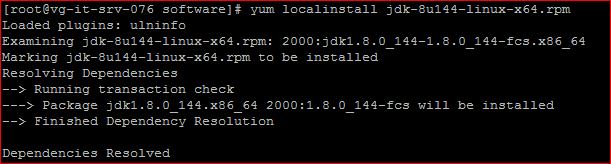 [root@vg-it-srv-076 software]# yum localinstall jdk-8u144-linux-x64.rpm
Loaded plugins: ulninfo
Examining jdk-8u144-linux-x64.rpm: 2000:jdk1.8.0_144-1.8.0_144-fcs.x86_64
Marking jdk-8u144-linux-x64.rpm to be installed
Resolving Dependencies
--> Running transaction check
---> Package jdk1.8.0_144.x86_64 2000:1.8.0_144-fcs will be installed
--> Finished Dependency Resolution
Dependencies Resolved